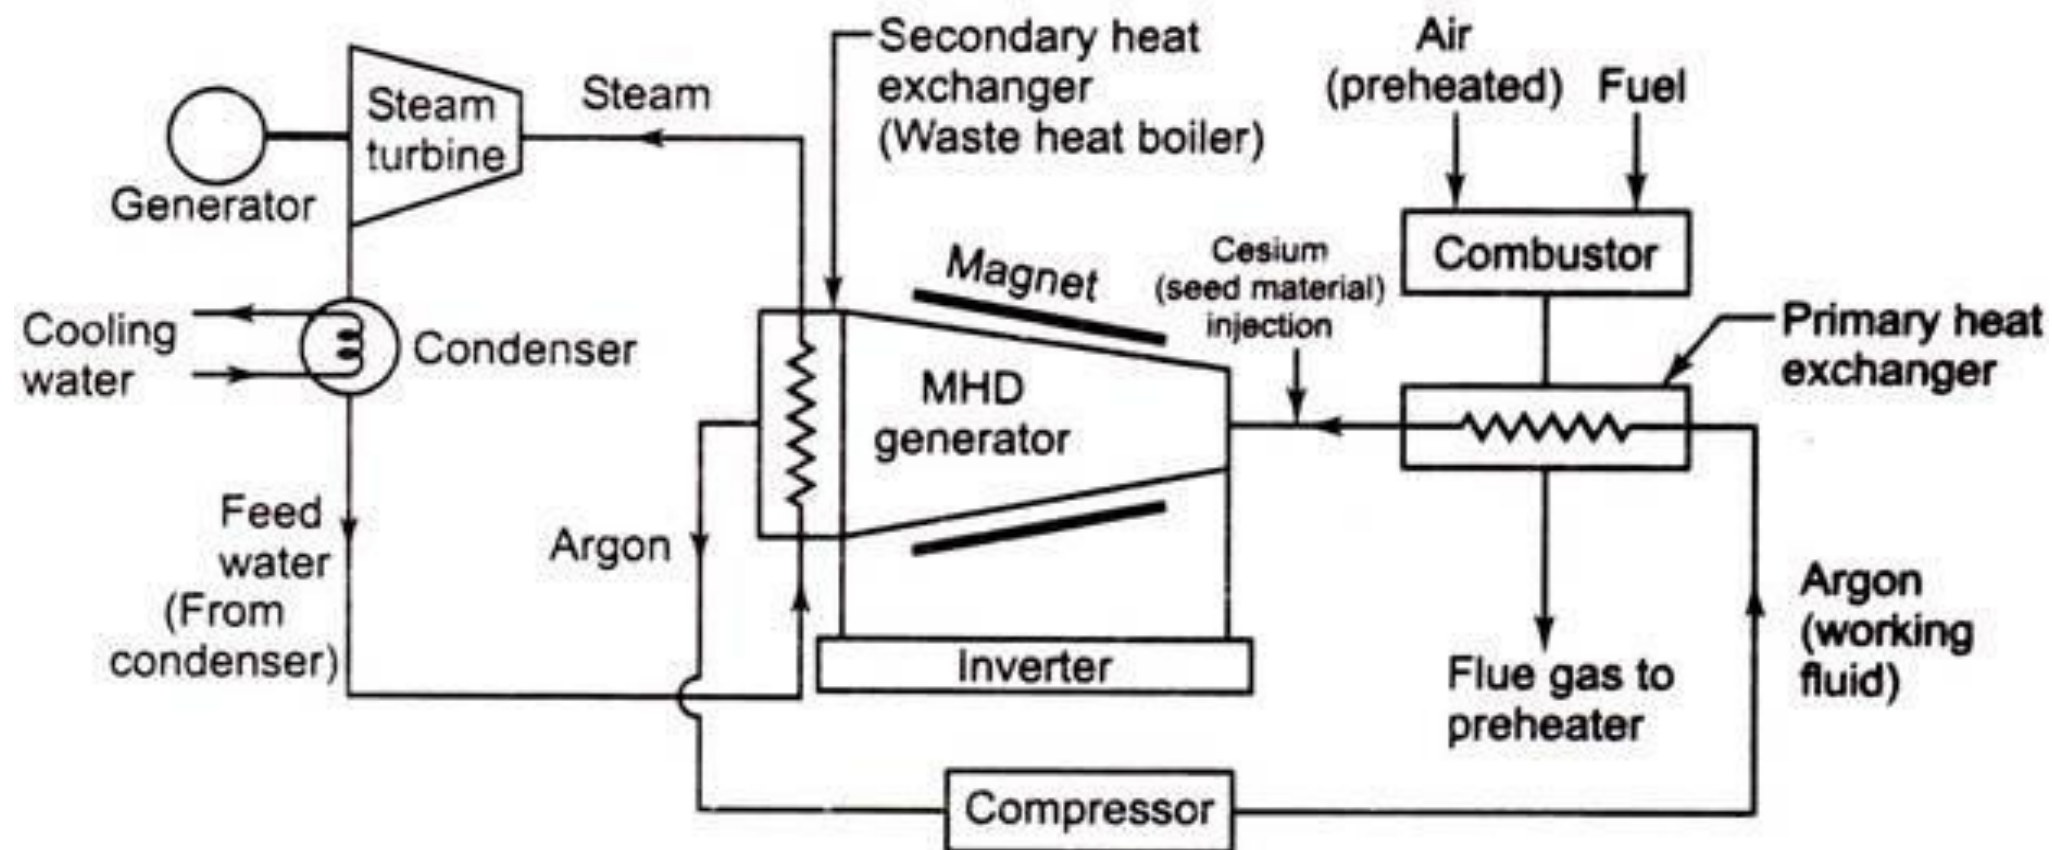 Secondary heat
exchanger
(Waste heat boiler)
Air
(preheated)
Fuel
Steam
turbine
Steam
Generator
Combustor
Magnet
Cesium
(seed material)
injection
Cooling
water
Condenser
Primary heat
exchanger
MHD
generator
Feed
water
(From
condenser)
Argon
Argon
(working
fluid)
Inverter
Flue gas to
preheater
Compressor